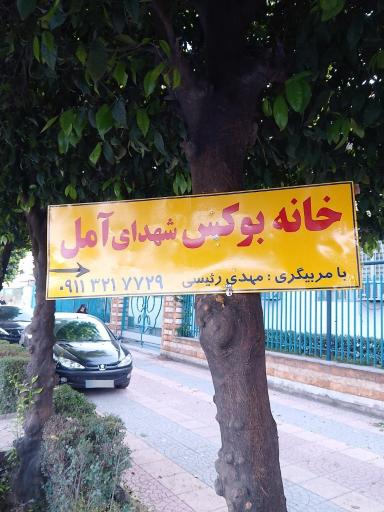 خانه بوکس شهدای آمل
با مربیگری : مهدی رئیسی ۰۹۱۱ ۳۲۱ ۷۷۲۹